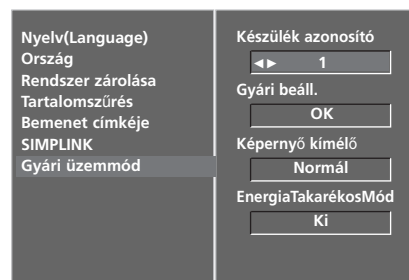 Nyelv(Language)
Ország
Rendszer zárolása
Tartalomszűrés
Bemenet címkéje
SIMPLINK
Gyári üzemmód
Készülék azonosító
◄► 1
Gyári beáll.
OK
Képernyő kímélő
Normál
EnergiaTakarékosMód
Ki